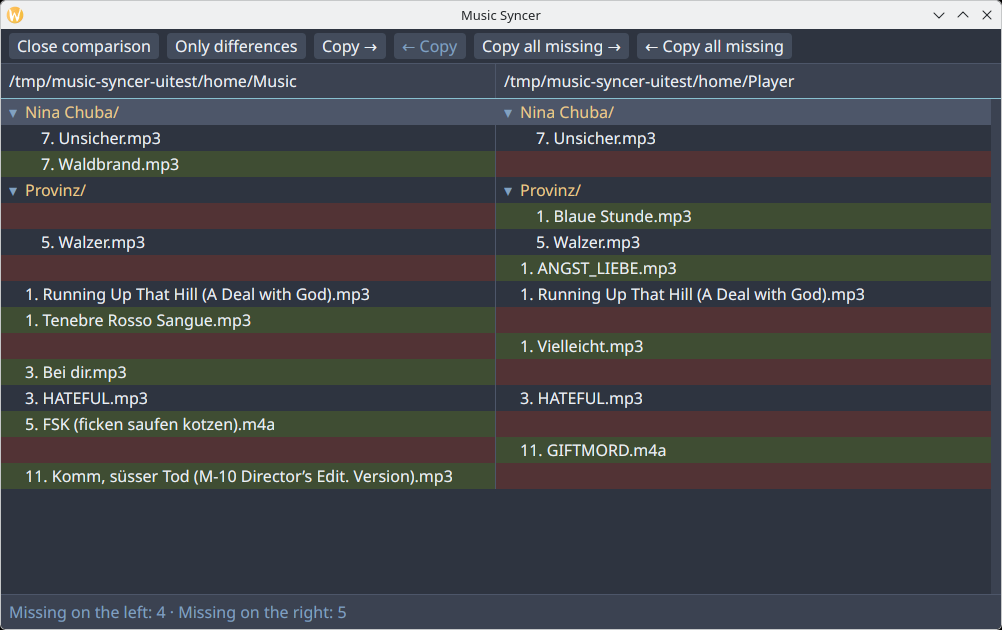 Music Syncer
Close comparison Only differences Copy → ← Copy Copy all missing → ← Copy all missing
/tmp/music-syncer-uitest/home/Music /tmp/music-syncer-uitest/home/Player
▾ Nina Chuba/ ▾ Nina Chuba/
7. Unsicher.mp3 7. Unsicher.mp3
7. Waldbrand.mp3
▾ Provinz/ ▾ Provinz/
1. Blaue Stunde.mp3
5. Walzer.mp3 5. Walzer.mp3
1. ANGST_LIEBE.mp3
1. Running Up That Hill (A Deal with God).mp3 1. Running Up That Hill (A Deal with God).mp3
1. Tenebre Rosso Sangue.mp3
1. Vielleicht.mp3
3. Bei dir.mp3
3. HATEFUL.mp3 3. HATEFUL.mp3
5. FSK (ficken saufen kotzen).m4a
11. GIFTMORD.m4a
11. Komm, süsser Tod (M-10 Director’s Edit. Version).mp3
Missing on the left: 4 · Missing on the right: 5